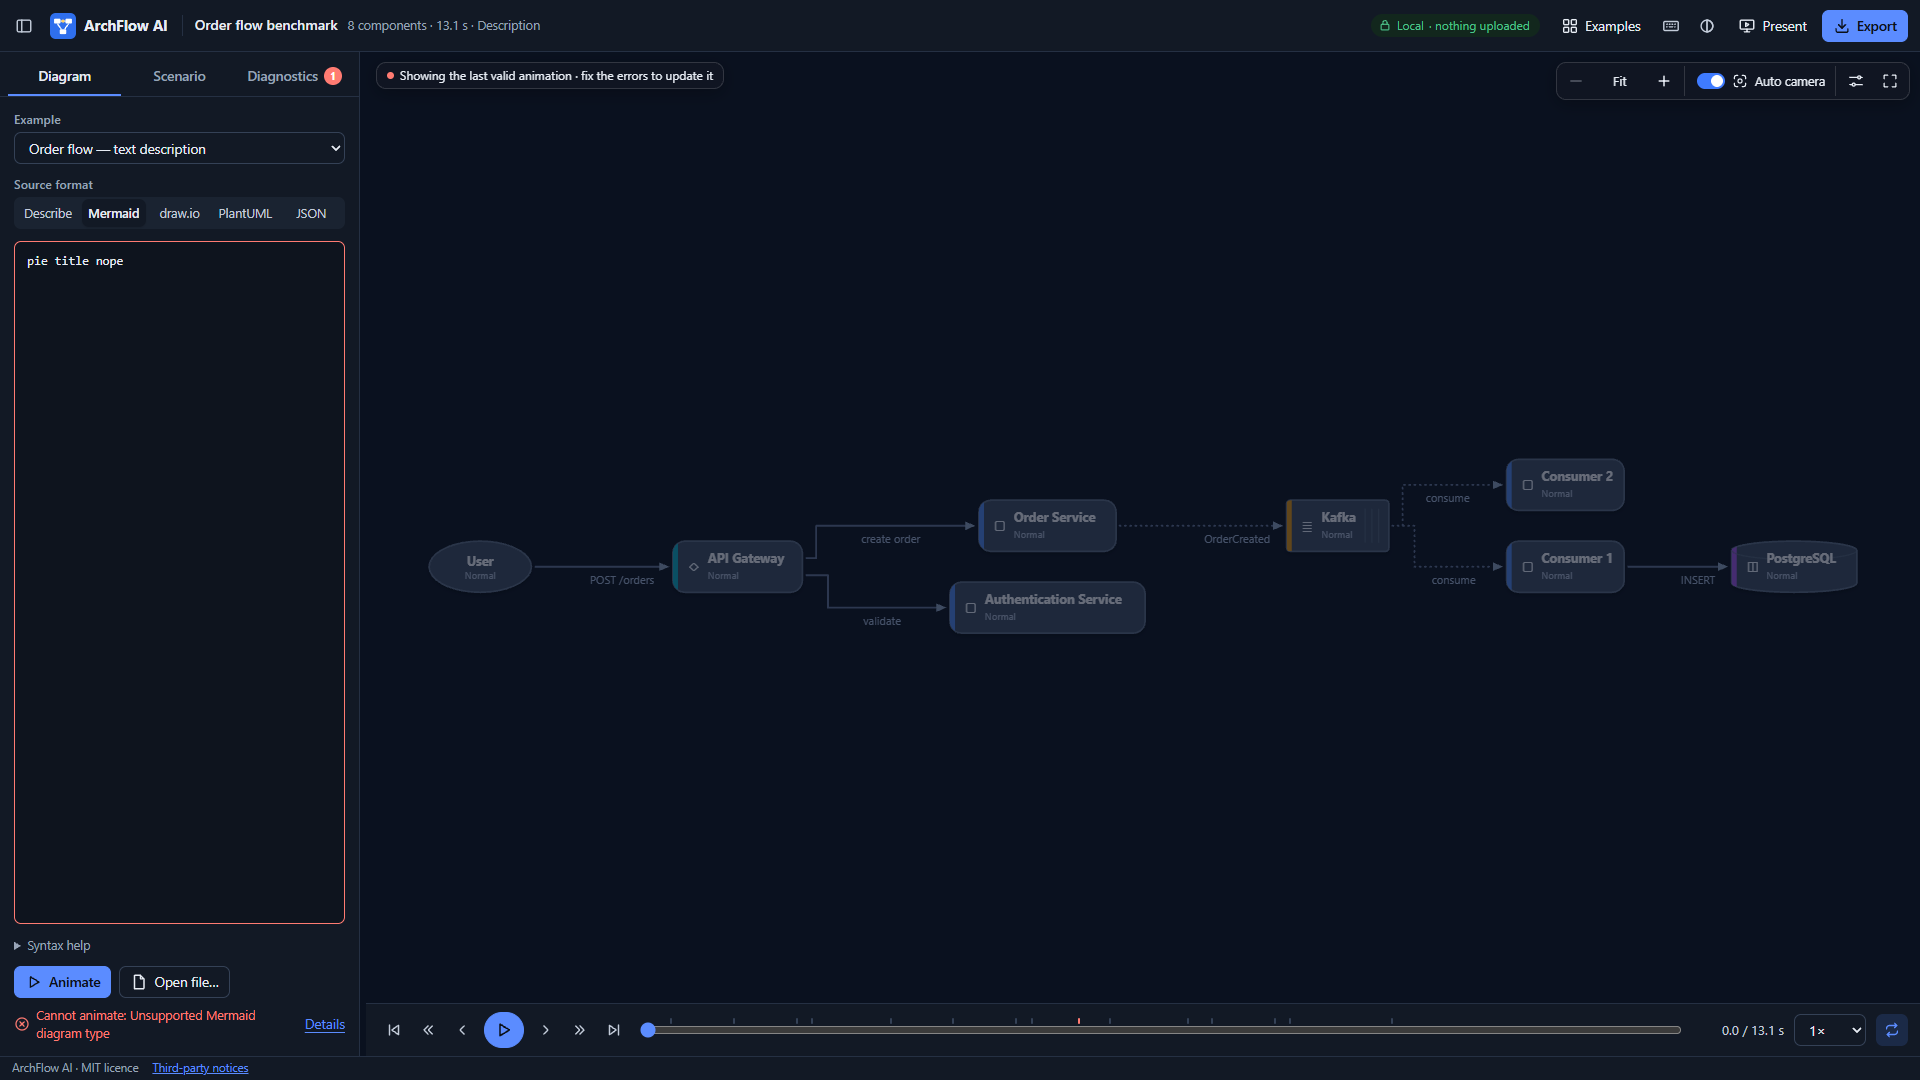 ArchFlow AI
Order flow benchmark
8 components · 13.1 s · Description
Local · nothing uploaded
Examples
Present
Export
Diagram
Scenario
Diagnostics 1
Showing the last valid animation · fix the errors to update it
Fit
Auto camera
Example
Order flow — text description
Source format
Describe
Mermaid
draw.io
PlantUML
JSON
pie title nope
User
Normal
POST /orders
API Gateway
Normal
create order
validate
Order Service
Normal
Authentication Service
Normal
OrderCreated
Kafka
Normal
consume
consume
Consumer 2
Normal
Consumer 1
Normal
INSERT
PostgreSQL
Normal
Syntax help
Animate
Open file...
Cannot animate: Unsupported Mermaid
diagram type
Details
0.0 / 13.1 s
1×
ArchFlow AI · MIT licence
Third-party notices